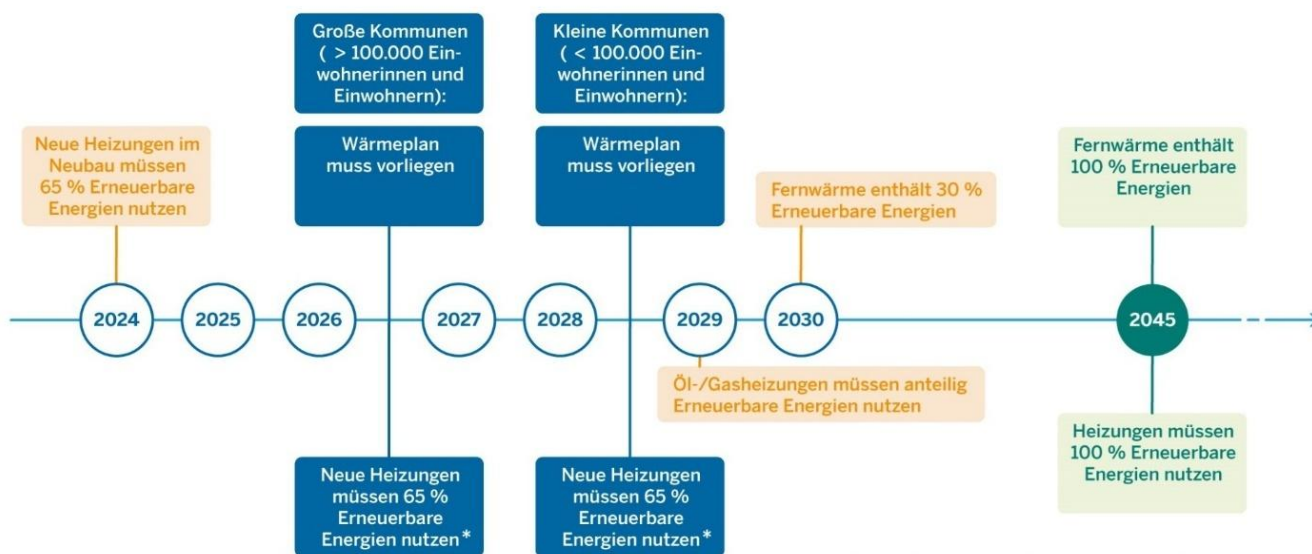 Große Kommunen
( > 100.000 Ein-
wohnerinnen und
Einwohnern):
Kleine Kommunen
( < 100.000 Ein-
wohnerinnen und
Einwohnern):
Neue Heizungen im
Neubau müssen
65 % Erneuerbare
Energien nutzen
Wärmeplan
muss vorliegen
Wärmeplan
muss vorliegen
Fernwärme enthält 30 %
Erneuerbare Energien
Fernwärme enthält
100 % Erneuerbare
Energien
2024
2025
2026
2027
2028
2029
2030
2045
Öl-/Gasheizungen müssen anteilig
Erneuerbare Energien nutzen
Neue Heizungen
müssen 65 %
Erneuerbare
Energien nutzen*
Neue Heizungen
müssen 65 %
Erneuerbare
Energien nutzen*
Heizungen müssen
100 % Erneuerbare
Energien nutzen